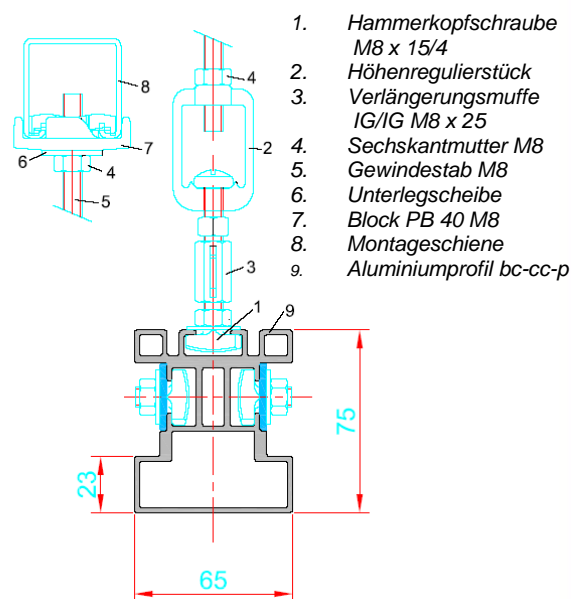 1. Hammerkopfschraube
M8 x 15/4
2. Höhenregulierstück
3. Verlängerungsmuffe
IG/IG M8 x 25
4. Sechskantmutter M8
5. Gewindestab M8
6. Unterlegscheibe
7. Block PB 40 M8
8. Montageschiene
9. Aluminiumprofil bc-cc-p
8
7
6
4
5
4
2
3
1
9
75
23
65